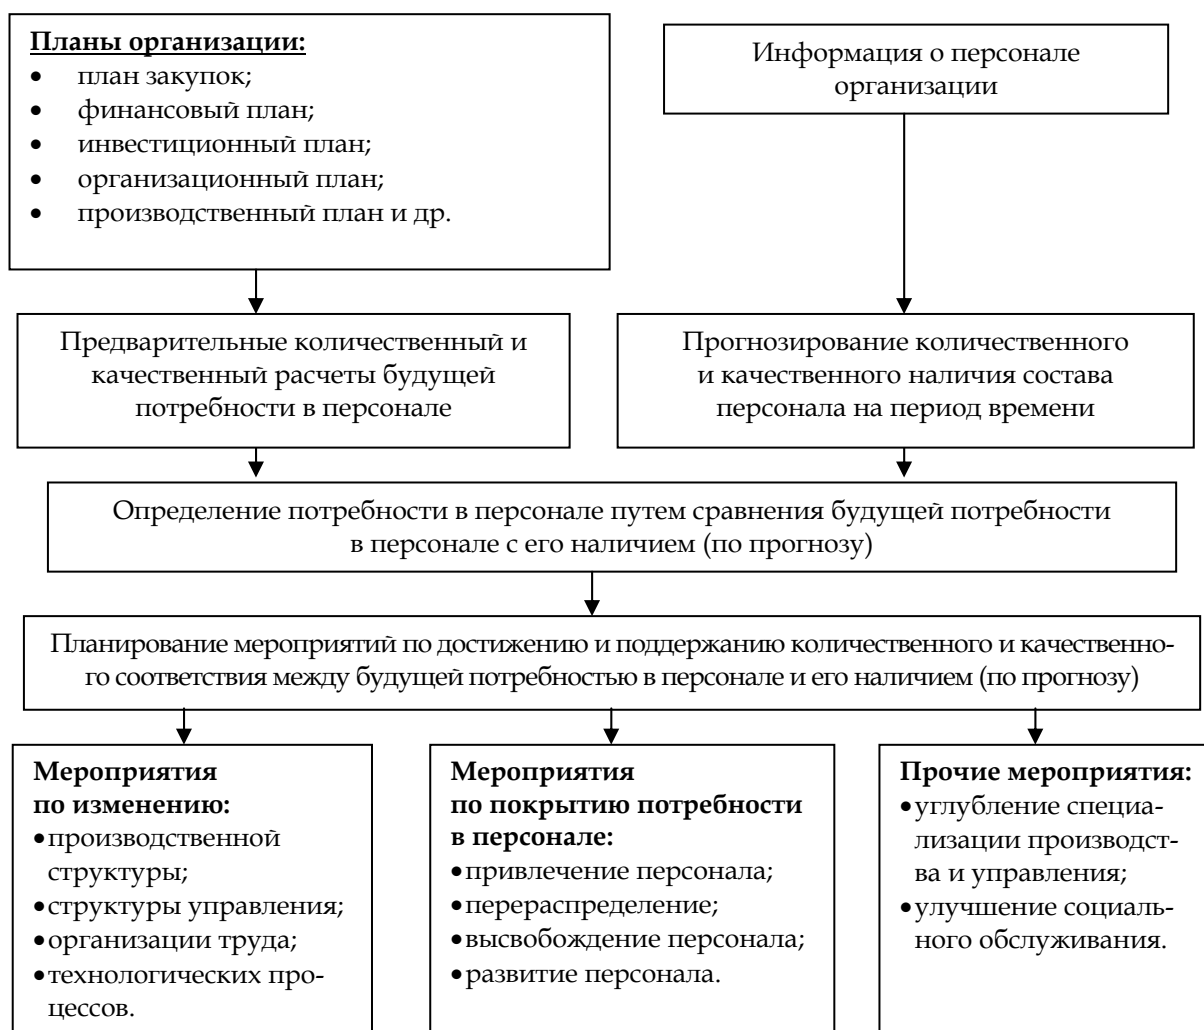 Планы организации:
• план закупок;
• финансовый план;
• инвестиционный план;
• организационный план;
• производственный план и др.
Информация о персонале
организации
Предварительные количественный и
качественный расчеты будущей
потребности в персонале
Прогнозирование количественного
и качественного наличия состава
персонала на период времени
Определение потребности в персонале путем сравнения будущей потребности
в персонале с его наличием (по прогнозу)
Планирование мероприятий по достижению и поддержанию количественного и качественно-
го соответствия между будущей потребностью в персонале и его наличием (по прогнозу)
Мероприятия
по изменению:
•производственной
структуры;
•структуры управления;
•организации труда;
•технологических про-
цессов.
Мероприятия
по покрытию потребности
в персонале:
•привлечение персонала;
•перераспределение;
•высвобождение персонала;
•развитие персонала.
Прочие мероприятия:
•углубление специа-
лизации производст-
ва и управления;
•улучшение социаль-
ного обслуживания.